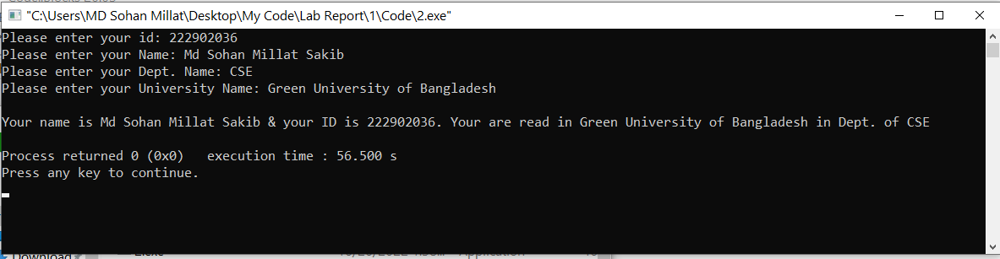 "C:\Users\MD Sohan Millat\Desktop\My Code\Lab Report\1\Code\2.exe"
Please enter your id: 222902036
Please enter your Name: Md Sohan Millat Sakib
Please enter your Dept. Name: CSE
Please enter your University Name: Green University of Bangladesh
Your name is Md Sohan Millat Sakib & your ID is 222902036. Your are read in Green University of Bangladesh in Dept. of CSE
Process returned 0 (0x0)   execution time : 56.500 s
Press any key to continue.
Download